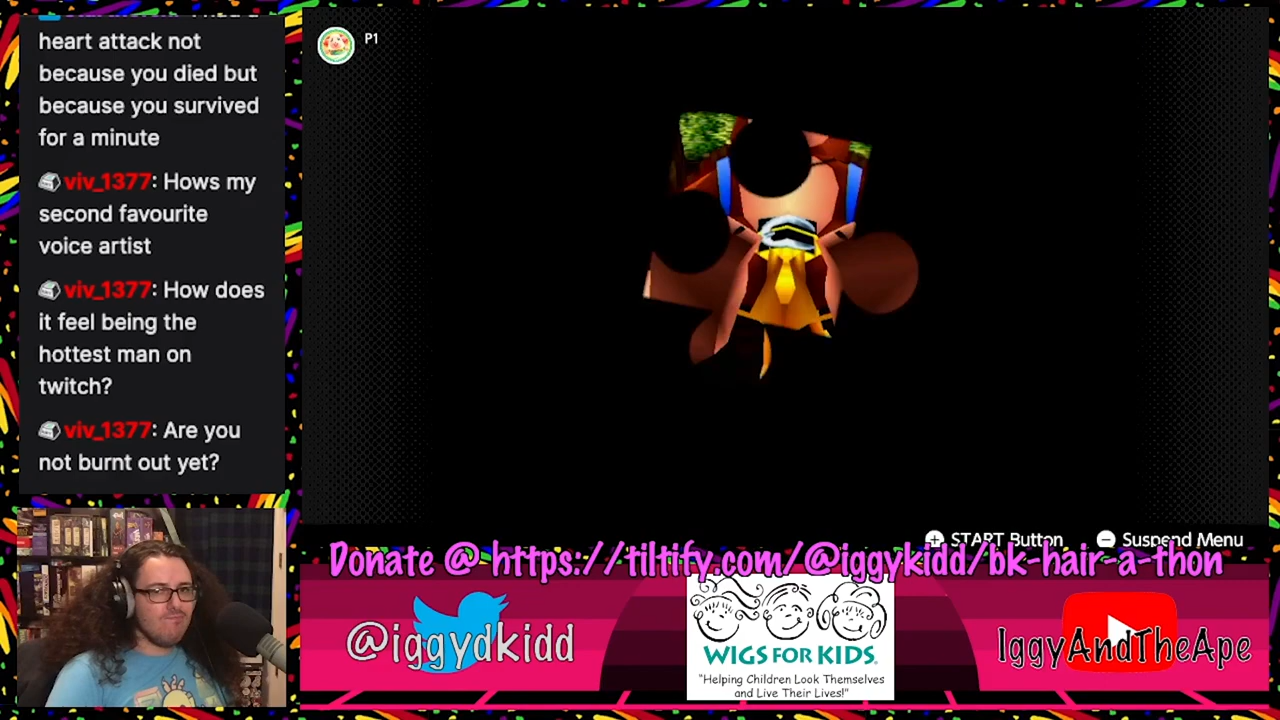 heart attack not
because you died but
because you survived
for a minute
viv_1377: Hows my
second favourite
voice artist
viv_1377: How does
it feel being the
hottest man on
twitch?
viv_1377: Are you
not burnt out yet?
P1
START Button
Suspend Menu
Donate @ https://tiltify.com/@iggykidd/bk-hair-a-thon
@iggydkidd
WIGS FOR KIDS.
"Helping Children Look Themselves
and Live Their Lives!"
IggyAndTheApe